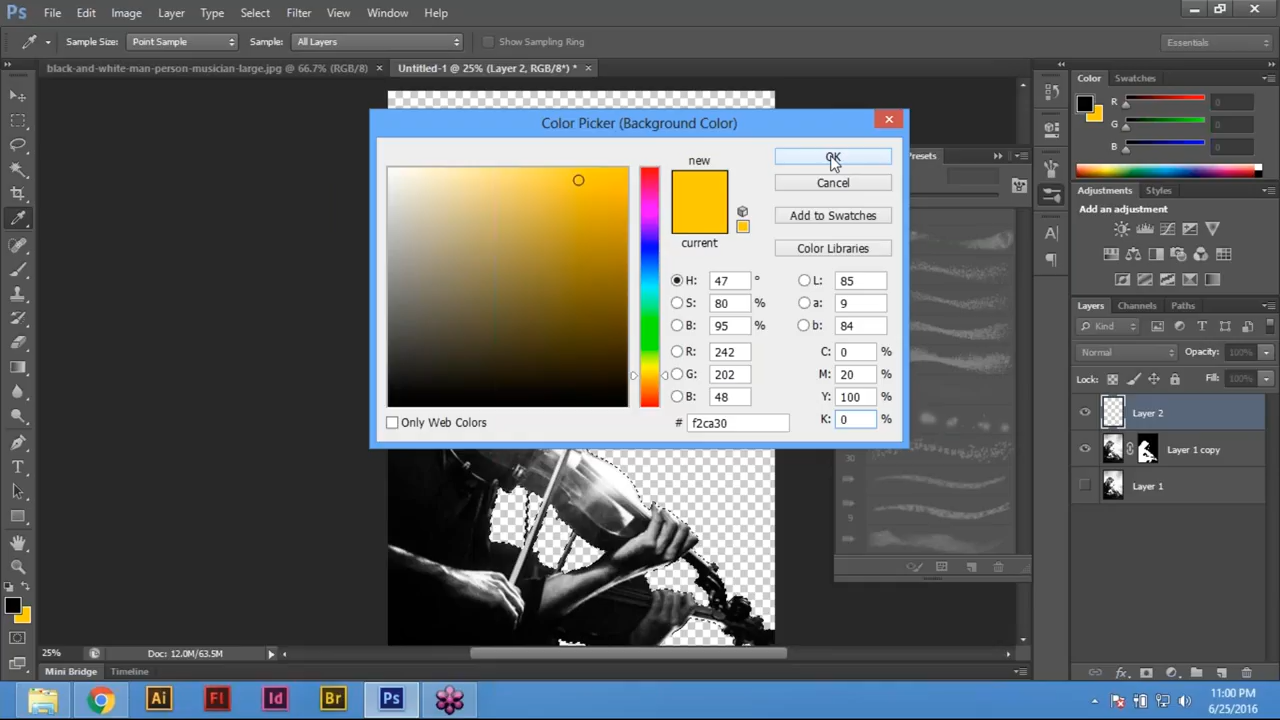 Ps File Edit Image Layer Type Select Filter View Window Help
Sample Size: Point Sample Sample: All Layers Show Sampling Ring Essentials
black-and-white-man-person-musician-large.jpg @ 66.7% (RGB/8) × Untitled-1 @ 25% (Layer 2, RGB/8*) * ×
Color Swatches
R 0
G 0
B 0
Color Picker (Background Color)
new
current
OK
Cancel
Add to Swatches
Color Libraries
H: 47 °
S: 80 %
B: 95 %
R: 242
G: 202
B: 48
# f2ca30
L: 85
a: 9
b: 84
C: 0 %
M: 20 %
Y: 100 %
K: 0 %
Only Web Colors
Presets
30
9
Adjustments Styles
Add an adjustment
Layers Channels Paths
Kind
Normal Opacity: 100%
Lock: Fill: 100%
Layer 2
Layer 1 copy
Layer 1
25% Doc: 12.0M/63.5M
Mini Bridge Timeline
Ai Fl Id Br Ps
11:00 PM
6/25/2016